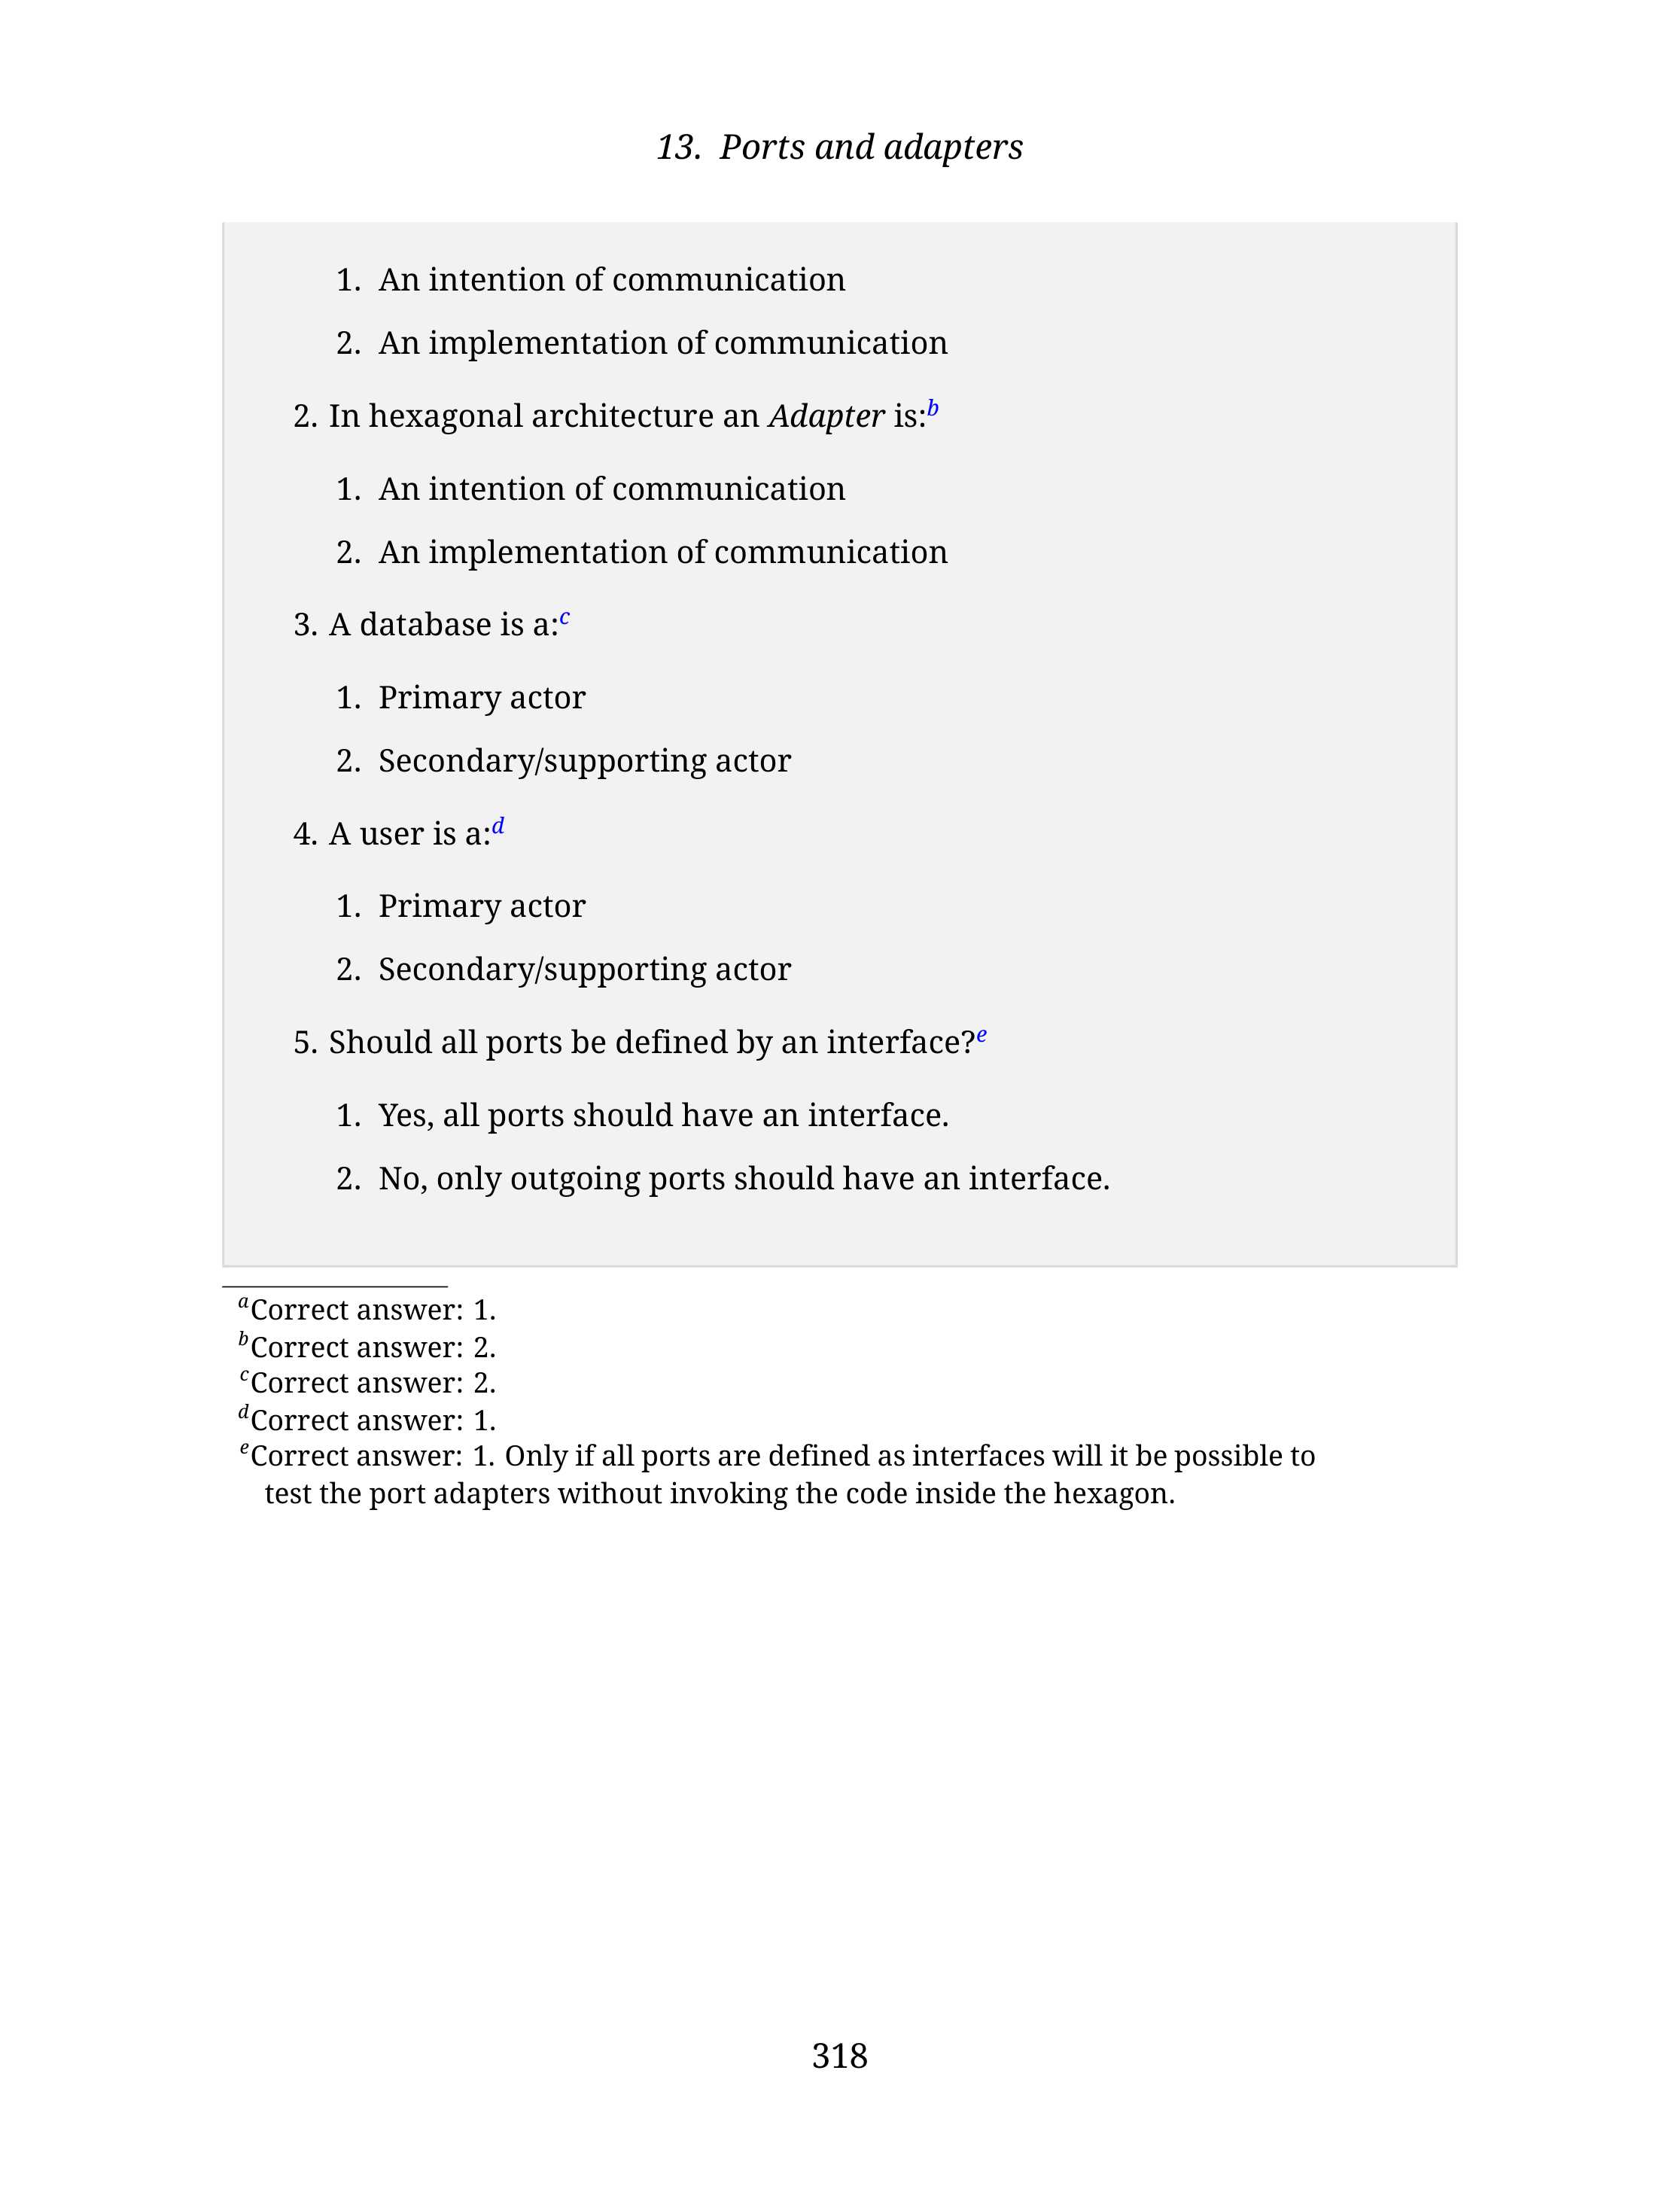 13. Ports and adapters
1. An intention of communication
2. An implementation of communication
2. In hexagonal architecture an Adapter is:b
1. An intention of communication
2. An implementation of communication
3. A database is a:c
1. Primary actor
2. Secondary/supporting actor
4. A user is a:d
1. Primary actor
2. Secondary/supporting actor
5. Should all ports be defined by an interface?e
1. Yes, all ports should have an interface.
2. No, only outgoing ports should have an interface.
aCorrect answer: 1.
bCorrect answer: 2.
cCorrect answer: 2.
dCorrect answer: 1.
eCorrect answer: 1. Only if all ports are defined as interfaces will it be possible to
test the port adapters without invoking the code inside the hexagon.
318